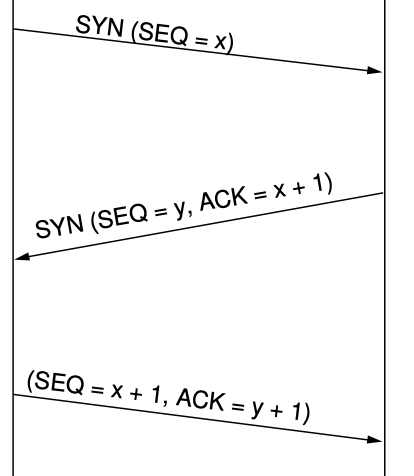 SYN (SEQ = x)
SYN (SEQ = y, ACK = x + 1)
(SEQ = x + 1, ACK = y + 1)